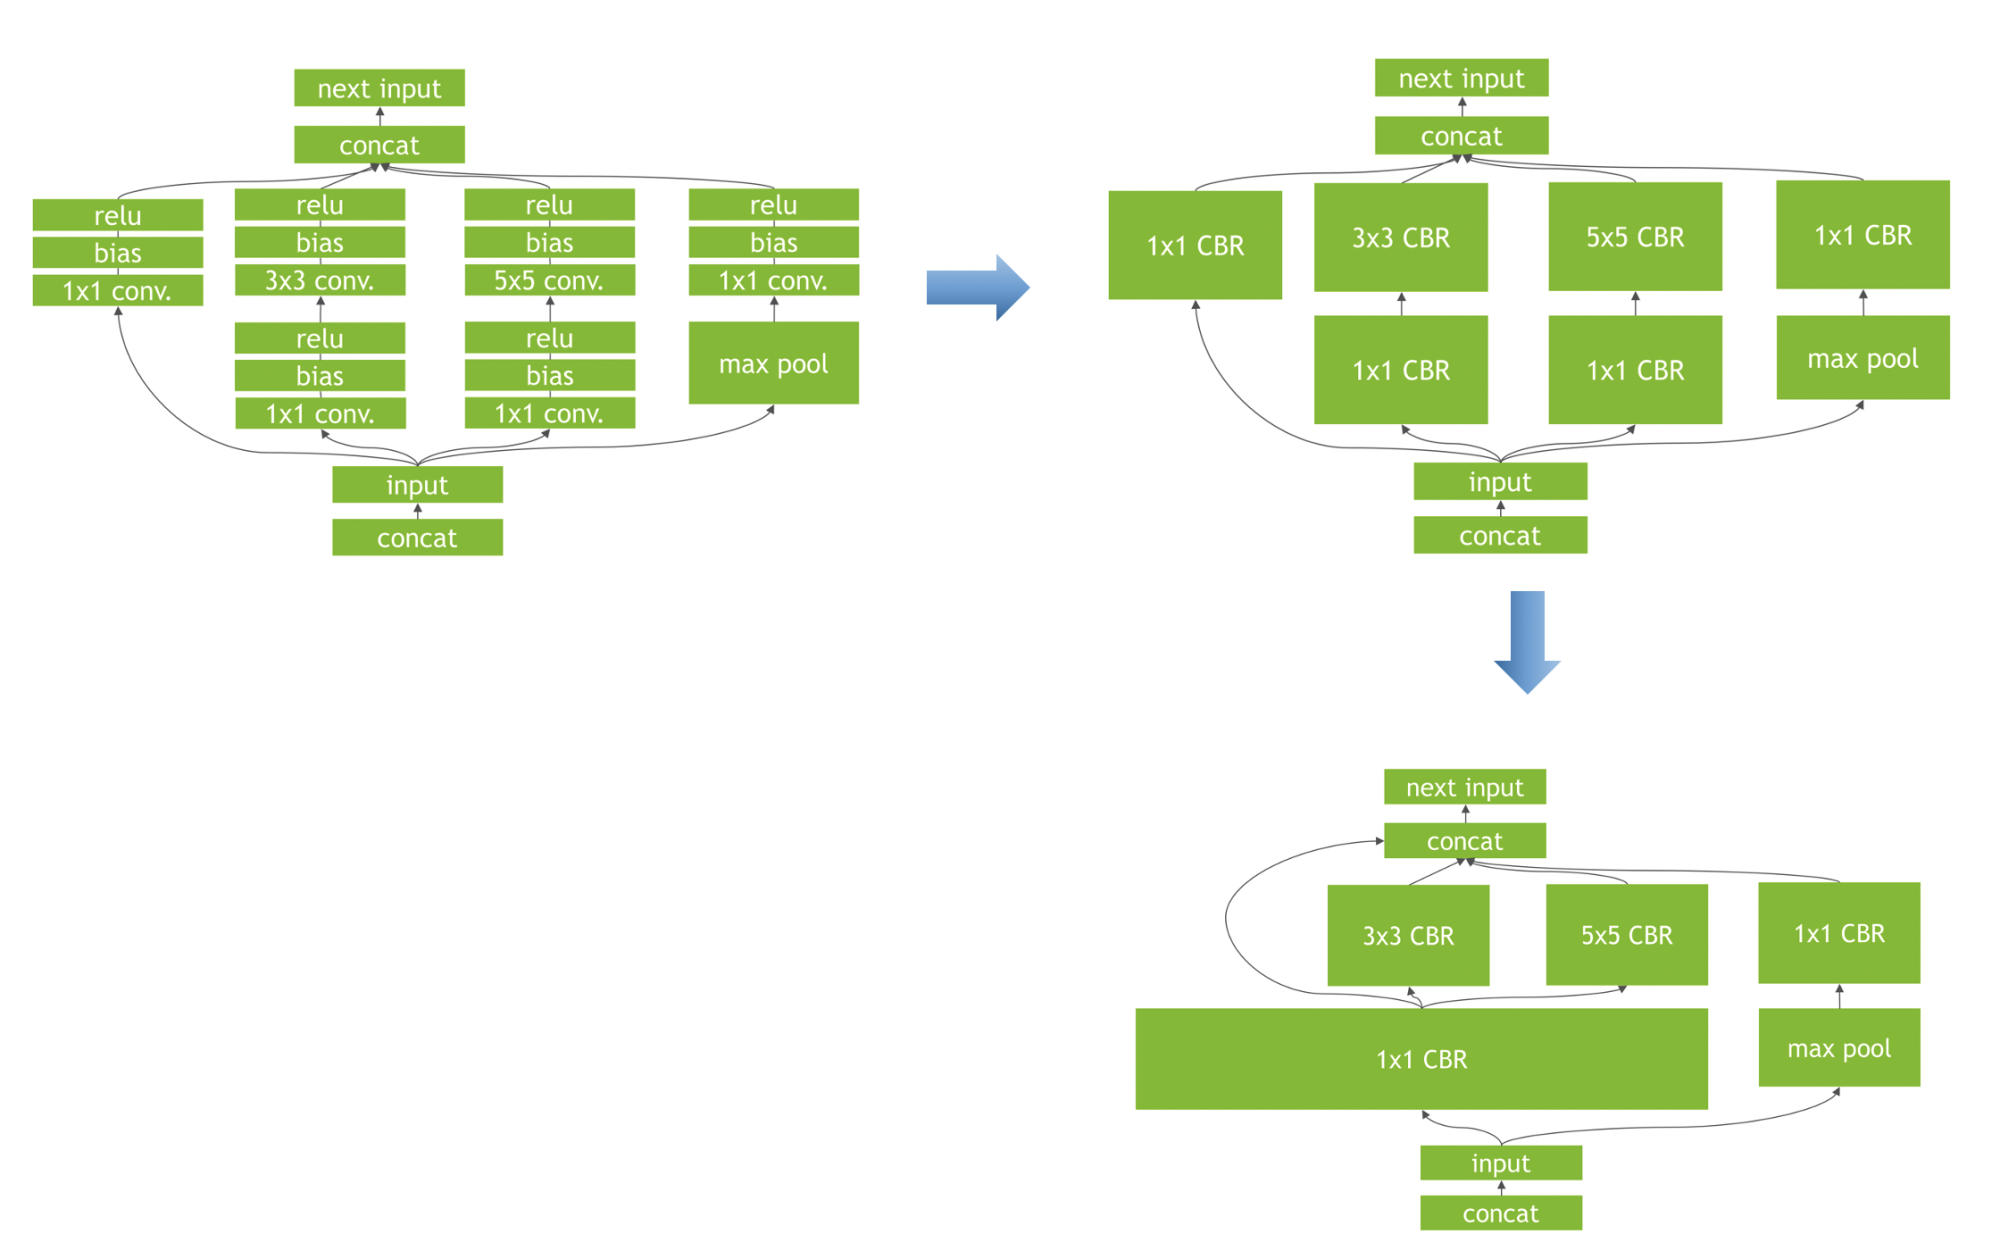 next input
concat
relu
bias
1x1 conv.
relu
bias
3x3 conv.
relu
bias
1x1 conv.
relu
bias
5x5 conv.
relu
bias
1x1 conv.
relu
bias
1x1 conv.
max pool
input
concat
next input
concat
1x1 CBR
3x3 CBR
1x1 CBR
5x5 CBR
1x1 CBR
1x1 CBR
max pool
input
concat
next input
concat
3x3 CBR
5x5 CBR
1x1 CBR
1x1 CBR
max pool
input
concat